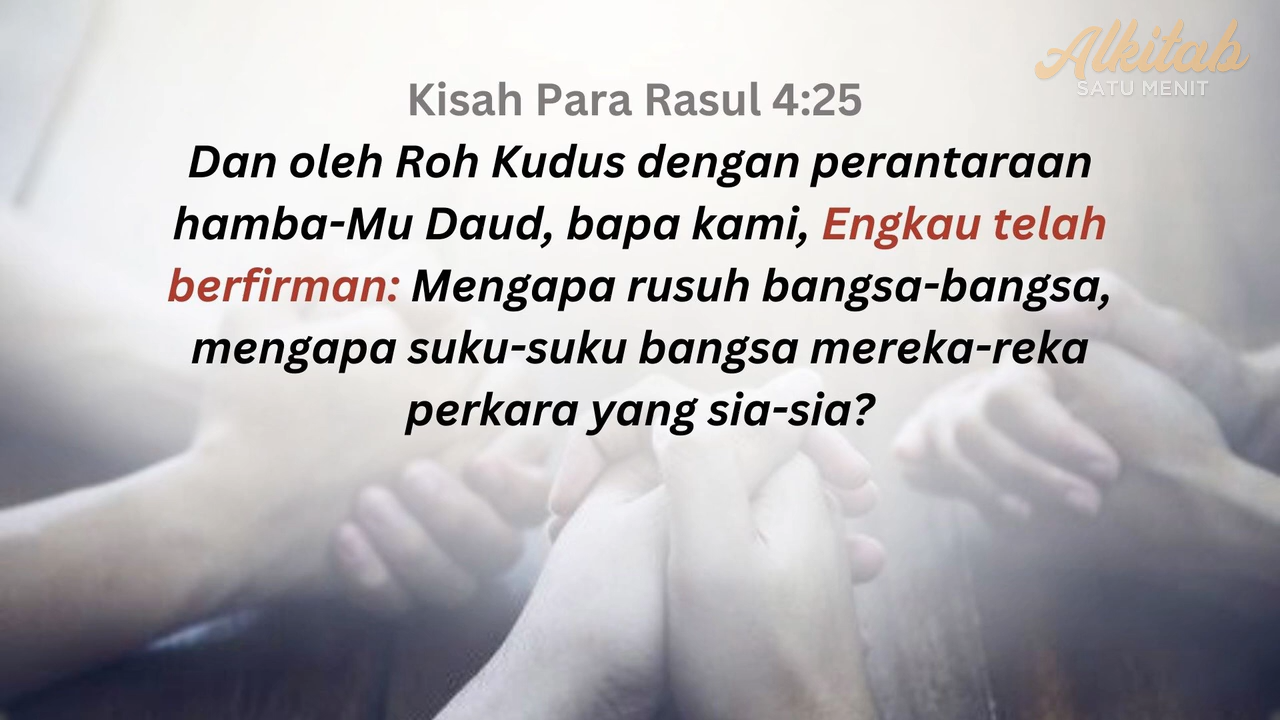 Alkitab
SATU MENIT
Kisah Para Rasul 4:25
Dan oleh Roh Kudus dengan perantaraan
hamba-Mu Daud, bapa kami, Engkau telah
berfirman: Mengapa rusuh bangsa-bangsa,
mengapa suku-suku bangsa mereka-reka
perkara yang sia-sia?